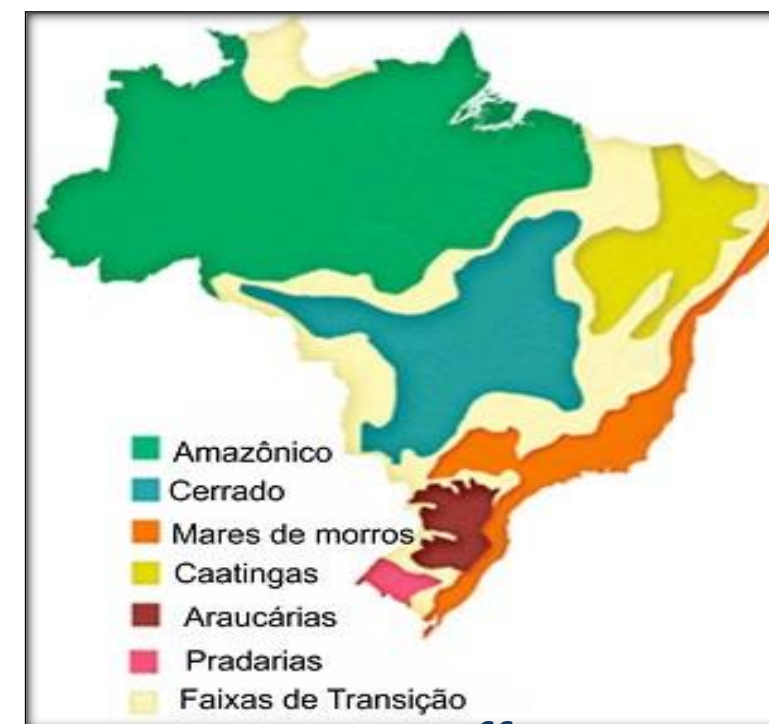 Amazônico
Cerrado
Mares de morros
Caatingas
Araucárias
Pradarias
Faixas de Transição